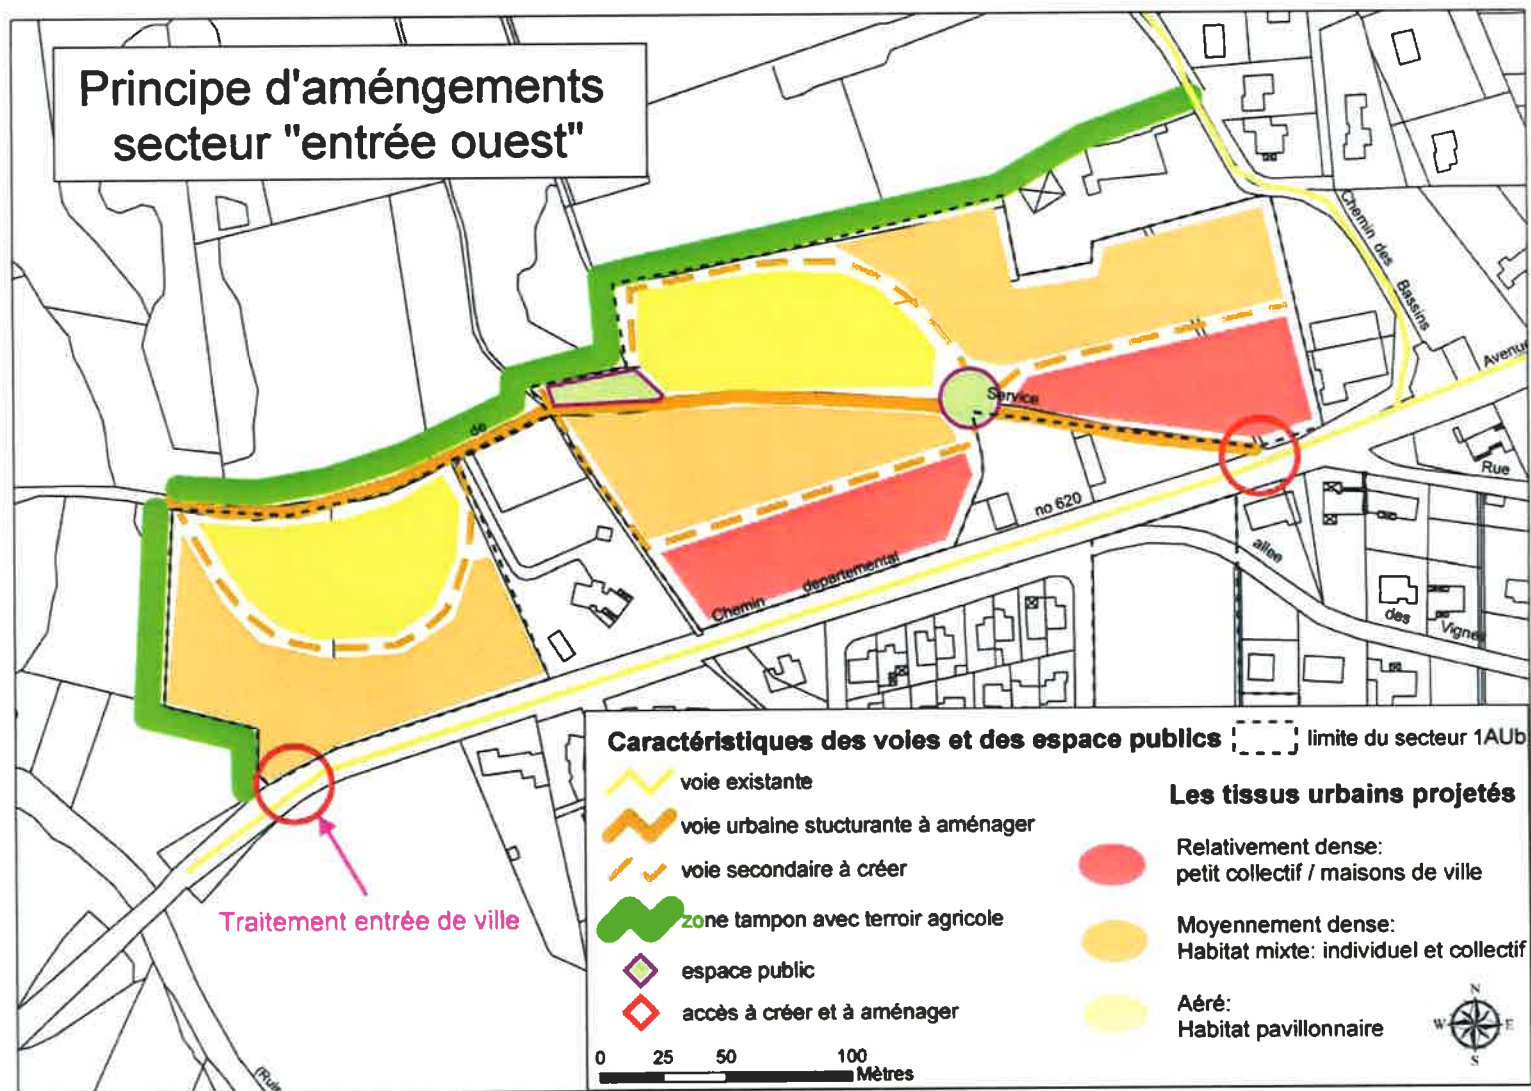 Principe d'améngements
secteur "entrée ouest"
Chemin des Bassins
Avenue
de
Service
Rue
no 620
allee
des
Vignes
departemental
Chemin
Traitement entrée de ville
Caractéristiques des voies et des espace publics
limite du secteur 1AUb
voie existante
voie urbaine stucturante à aménager
voie secondaire à créer
zone tampon avec terroir agricole
espace public
accès à créer et à aménager
0 25 50 100
Mètres
Les tissus urbains projetés
Relativement dense:
petit collectif / maisons de ville
Moyennement dense:
Habitat mixte: individuel et collectif
Aéré:
Habitat pavillonnaire
N
W E
S